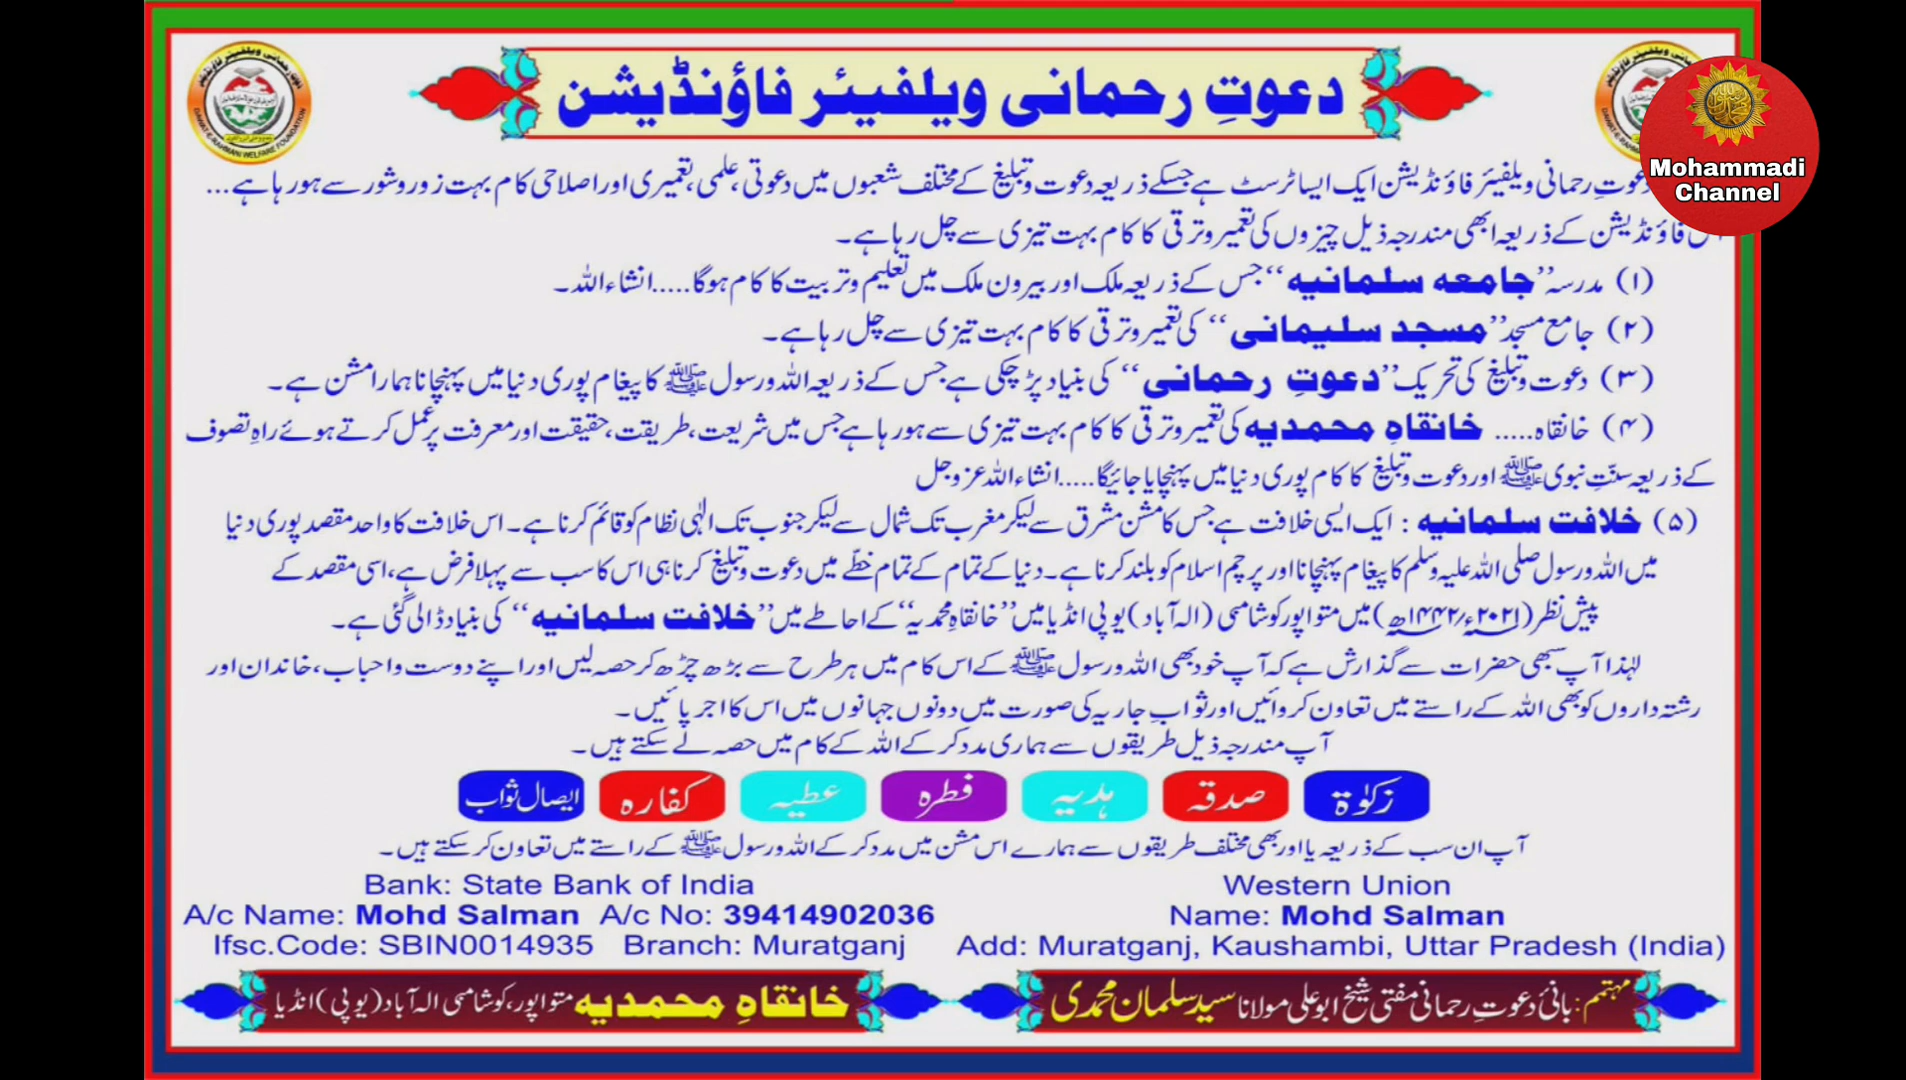 دعوتِ رحمانی ویلفیئر فاؤنڈیشن
Mohammadi
Channel
DAWAT-E-RAHMANI WELFARE FOUNDATION
دعوتِ رحمانی ویلفیئر فاؤنڈیشن ایک ایسا ٹرسٹ ہے جسکے ذریعہ دعوت وتبلیغ کے مختلف شعبوں میں دعوتی، علمی، تعمیری اور اصلاحی کام بہت زور وشور سے ہو رہا ہے...
فاؤنڈیشن کے ذریعہ ابھی مندرجہ ذیل چیزوں کی تعمیر وترقی کا کام بہت تیزی سے چل رہا ہے۔
(۱) مدرسہ ”جامعہ سلمانیہ“ جس کے ذریعہ ملک اور بیرون ملک میں تعلیم وتربیت کا کام ہوگا.....انشاء اللہ۔
(۲) جامع مسجد ”مسجد سلیمانی“ کی تعمیر وترقی کا کام بہت تیزی سے چل رہا ہے۔
(۳) دعوت وتبلیغ کی تحریک ”دعوتِ رحمانی“ کی بنیاد پڑ چکی ہے جس کے ذریعہ اللہ ورسول ﷺ کا پیغام پوری دنیا میں پہنچانا ہمارا مشن ہے۔
(۴) خانقاہ..... خانقاہِ محمدیہ کی تعمیر وترقی کا کام بہت تیزی سے ہو رہا ہے جس میں شریعت، طریقت، حقیقت اور معرفت پر عمل کرتے ہوئے راہِ تصوف
کے ذریعہ سنّتِ نبوی ﷺ اور دعوت وتبلیغ کا کام پوری دنیا میں پہنچایا جائیگا.....انشاء اللہ عزوجل
(۵) خلافت سلمانیہ : ایک ایسی خلافت ہے جس کا مشن مشرق سے لیکر مغرب تک شمال سے لیکر جنوب تک الٰہی نظام کو قائم کرنا ہے۔ اس خلافت کا واحد مقصد پوری دنیا
میں اللہ ورسول صلی اللہ علیہ وسلم کا پیغام پہنچانا اور پرچم اسلام کو بلند کرنا ہے۔ دنیا کے تمام کے تمام خطّے میں دعوت وتبلیغ کرنا ہی اس کا سب سے پہلا فرض ہے، اسی مقصد کے
پیش نظر (۲۰۲۱ء/۱۴۴۲ھ) میں متواپور کوشامبی (الہ آباد) یوپی انڈیا میں ”خانقاہِ محمدیہ“ کے احاطے میں ”خلافت سلمانیہ“ کی بنیاد ڈالی گئی ہے۔
لہٰذا آپ سبھی حضرات سے گذارش ہے کہ آپ خود بھی اللہ ورسول ﷺ کے اس کام میں ہر طرح سے بڑھ چڑھ کر حصہ لیں اور اپنے دوست واحباب، خاندان اور
رشتہ داروں کو بھی اللہ کے راستے میں تعاون کروائیں اور ثوابِ جاریہ کی صورت میں دونوں جہانوں میں اس کا اجر پائیں۔
آپ مندرجہ ذیل طریقوں سے ہماری مدد کرکے اللہ کے کام میں حصہ لے سکتے ہیں۔
زکوٰۃ صدقہ ہدیہ فطرہ عطیہ کفارہ ایصال ثواب
آپ ان سب کے ذریعہ یا اور بھی مختلف طریقوں سے ہمارے اس مشن میں مدد کرکے اللہ ورسول ﷺ کے راستے میں تعاون کر سکتے ہیں۔
Bank: State Bank of India
A/c Name: Mohd Salman A/c No: 39414902036
Ifsc.Code: SBIN0014935 Branch: Muratganj
Western Union
Name: Mohd Salman
Add: Muratganj, Kaushambi, Uttar Pradesh (India)
مہتمم: بانیٔ دعوتِ رحمانی مفتی شیخ ابوعلی مولانا سید سلمان محمدی
خانقاہِ محمدیہ متواپور، کوشامبی الہ آباد (یوپی) انڈیا